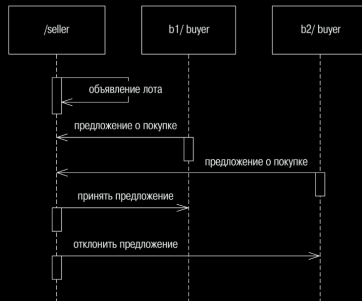 /seller
b1/ buyer
b2/ buyer
объявление лота
предложение о покупке
предложение о покупке
принять предложение
отклонить предложение